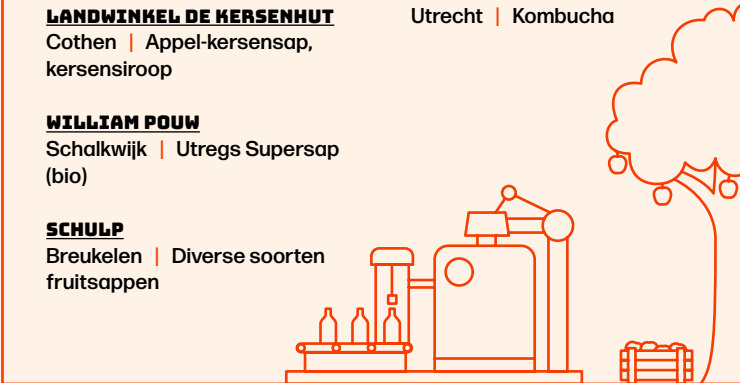 LANDWINKEL DE KERSENHUT
Cothen | Appel-kersensap,
kersensiroop
WILLIAM POUW
Schalkwijk | Utregs Supersap
(bio)
SCHULP
Breukelen | Diverse soorten
fruitsappen
Utrecht | Kombucha